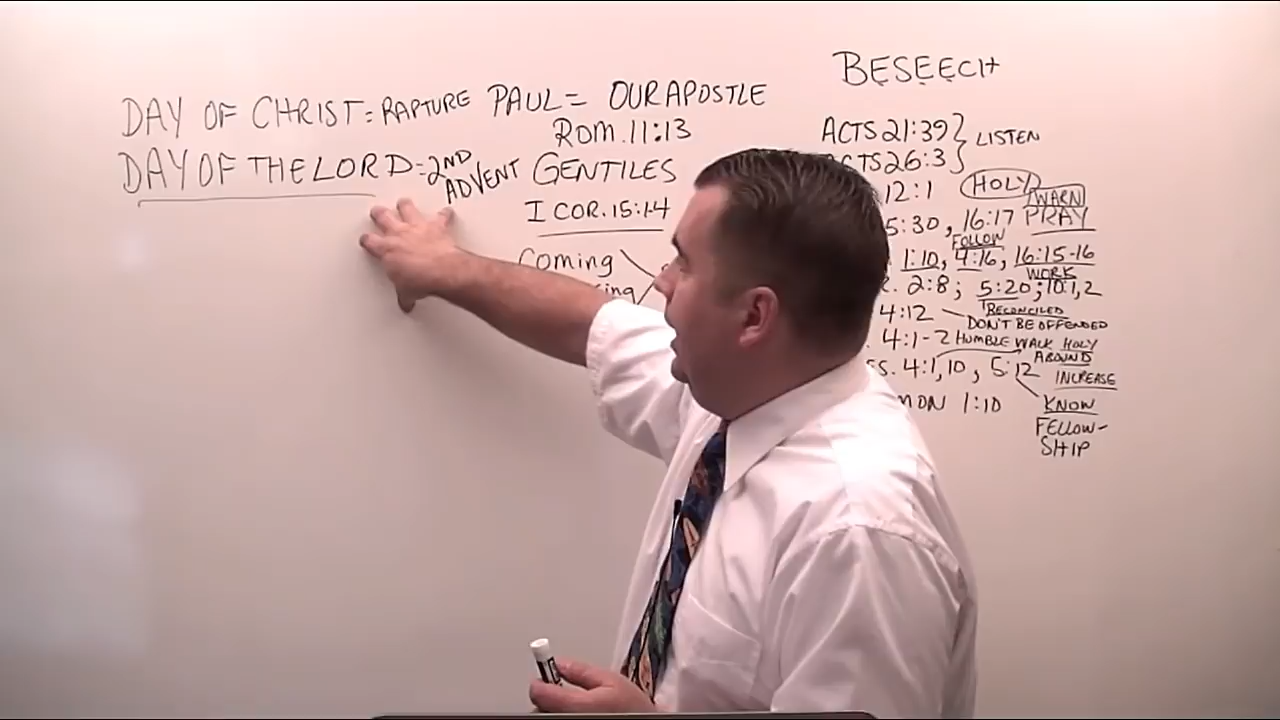 DAY OF CHRIST = RAPTURE
DAY OF THE LORD = 2ND
ADVENT
PAUL = OUR APOSTLE
ROM. 11:13
GENTILES
I COR. 15:1-4
Coming
BESEECH
ACTS 21:39 } LISTEN
ACTS 26:3
12:1 HOLY
WARN
5:30, 16:17 PRAY
FOLLOW
1:10, 4:16, 16:15-16
WORK
2:8; 5:20; 10:1,2
RECONCILED
4:12 DON'T BE OFFENDED
4:1-2 HUMBLE WALK HOLY
ABOUND
4:1,10, 5:12 INCREASE
1:10 KNOW
FELLOW-
SHIP